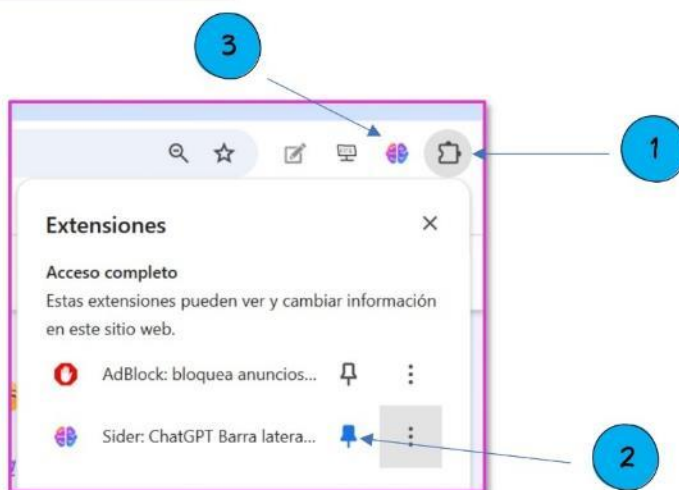 3
1
Extensiones
Acceso completo
Estas extensiones pueden ver y cambiar información
en este sitio web.
AdBlock: bloquea anuncios...
Sider: ChatGPT Barra latera...
2